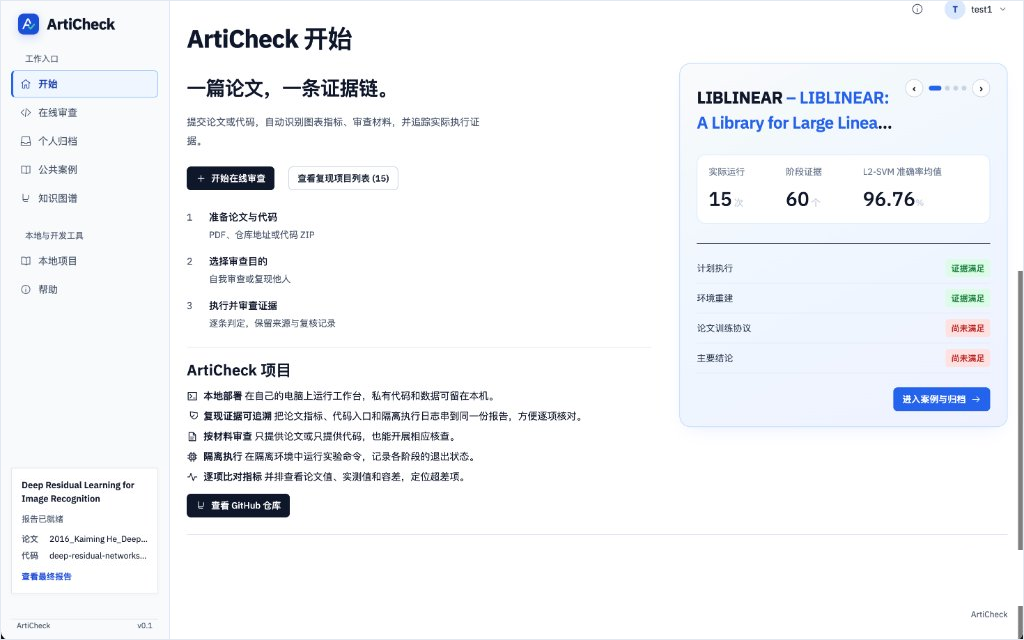 ArtiCheck
工作入口
开始
在线审查
个人归档
公共案例
知识图谱
本地与开发工具
本地项目
帮助
Deep Residual Learning for
Image Recognition
报告已就绪
论文 2016_Kaiming He_Deep...
代码 deep-residual-networks...
查看最终报告
ArtiCheck v0.1
T test1
ArtiCheck 开始
一篇论文，一条证据链。
提交论文或代码，自动识别图表指标、审查材料，并追踪实际执行证
据。
+ 开始在线审查
查看复现项目列表 (15)
1 准备论文与代码
PDF、仓库地址或代码 ZIP
2 选择审查目的
自我审查或复现他人
3 执行并审查证据
逐条判定，保留来源与复核记录
ArtiCheck 项目
本地部署 在自己的电脑上运行工作台，私有代码和数据可留在本机。
复现证据可追溯 把论文指标、代码入口和隔离执行日志串到同一份报告，方便逐项核对。
按材料审查 只提供论文或只提供代码，也能开展相应核查。
隔离执行 在隔离环境中运行实验命令，记录各阶段的退出状态。
逐项比对指标 并排查看论文值、实测值和容差，定位超差项。
查看 GitHub 仓库
LIBLINEAR – LIBLINEAR:
A Library for Large Linea...
实际运行
15 次
阶段证据
60 个
L2-SVM 准确率均值
96.76%
计划执行 证据满足
环境重建 证据满足
论文训练协议 尚未满足
主要结论 尚未满足
进入案例与归档 →
ArtiCheck